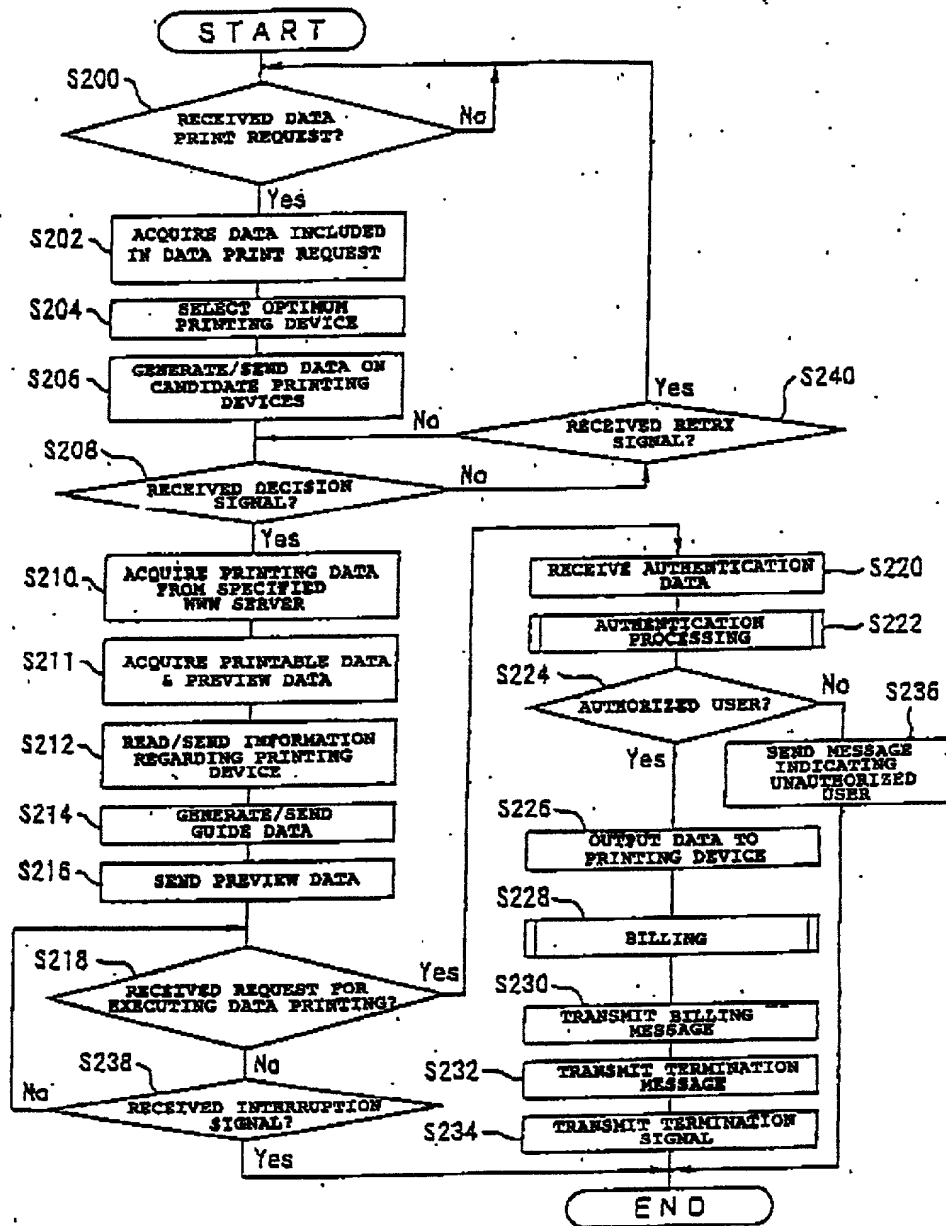 START
S200
RECEIVED DATA
PRINT REQUEST?
No
Yes
S202
ACQUIRE DATA INCLUDED
IN DATA PRINT REQUEST
S204
SELECT OPTIMUM
PRINTING DEVICE
S206
GENERATE/SEND DATA ON
CANDIDATE PRINTING
DEVICES
S240
Yes
RECEIVED RETRY
SIGNAL?
No
S208
RECEIVED DECISION
SIGNAL?
No
Yes
S210
ACQUIRE PRINTING DATA
FROM SPECIFIED
WWW SERVER
S211
ACQUIRE PRINTABLE DATA
& PREVIEW DATA
S212
READ/SEND INFORMATION
REGARDING PRINTING
DEVICE
S214
GENERATE/SEND
GUIDE DATA
S216
SEND PREVIEW DATA
S218
RECEIVED REQUEST FOR
EXECUTING DATA PRINTING?
Yes
No
S238
RECEIVED INTERRUPTION
SIGNAL?
No
Yes
RECEIVE AUTHENTICATION
DATA
S220
AUTHENTICATION
PROCESSING
S222
S224
AUTHORIZED USER?
No
Yes
S236
SEND MESSAGE
INDICATING
UNAUTHORIZED
USER
S226
OUTPUT DATA TO
PRINTING DEVICE
S228
BILLING
S230
TRANSMIT BILLING
MESSAGE
S232
TRANSMIT TERMINATION
MESSAGE
S234
TRANSMIT TERMINATION
SIGNAL
END